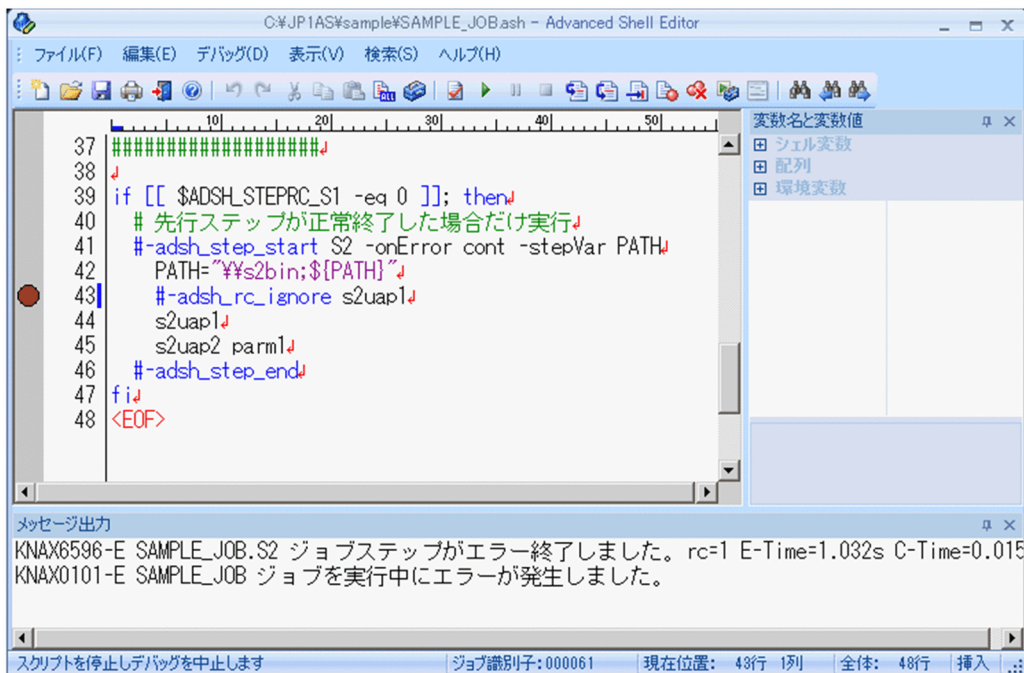 C:¥JP1AS¥sample¥SAMPLE_JOB.ash - Advanced Shell Editor
ファイル(F) 編集(E) デバッグ(D) 表示(V) 検索(S) ヘルプ(H)
10 20 30 40 50
37 ###################
38
39 if [[ $ADSH_STEPRC_S1 -eq 0 ]]; then
40 # 先行ステップが正常終了した場合だけ実行
41 #-adsh_step_start S2 -onError cont -stepVar PATH
42 PATH="¥¥s2bin;${PATH}"
43 #-adsh_rc_ignore s2uap1
44 s2uap1
45 s2uap2 parm1
46 #-adsh_step_end
47 fi
48 <EOF>
変数名と変数値
シェル変数
配列
環境変数
メッセージ出力
KNAX6596-E SAMPLE_JOB.S2 ジョブステップがエラー終了しました。rc=1 E-Time=1.032s C-Time=0.015
KNAX0101-E SAMPLE_JOB ジョブを実行中にエラーが発生しました。
スクリプトを停止しデバッグを中止します ジョブ識別子:000061 現在位置: 43行 1列 全体: 48行 挿入